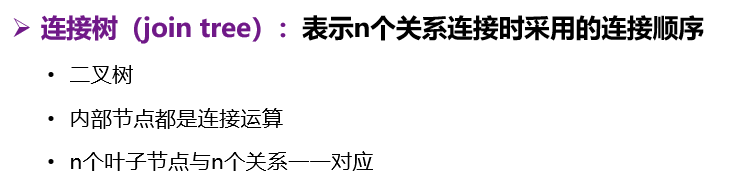 ➢ 连接树（join tree）：表示n个关系连接时采用的连接顺序
• 二叉树
• 内部节点都是连接运算
• n个叶子节点与n个关系一一对应